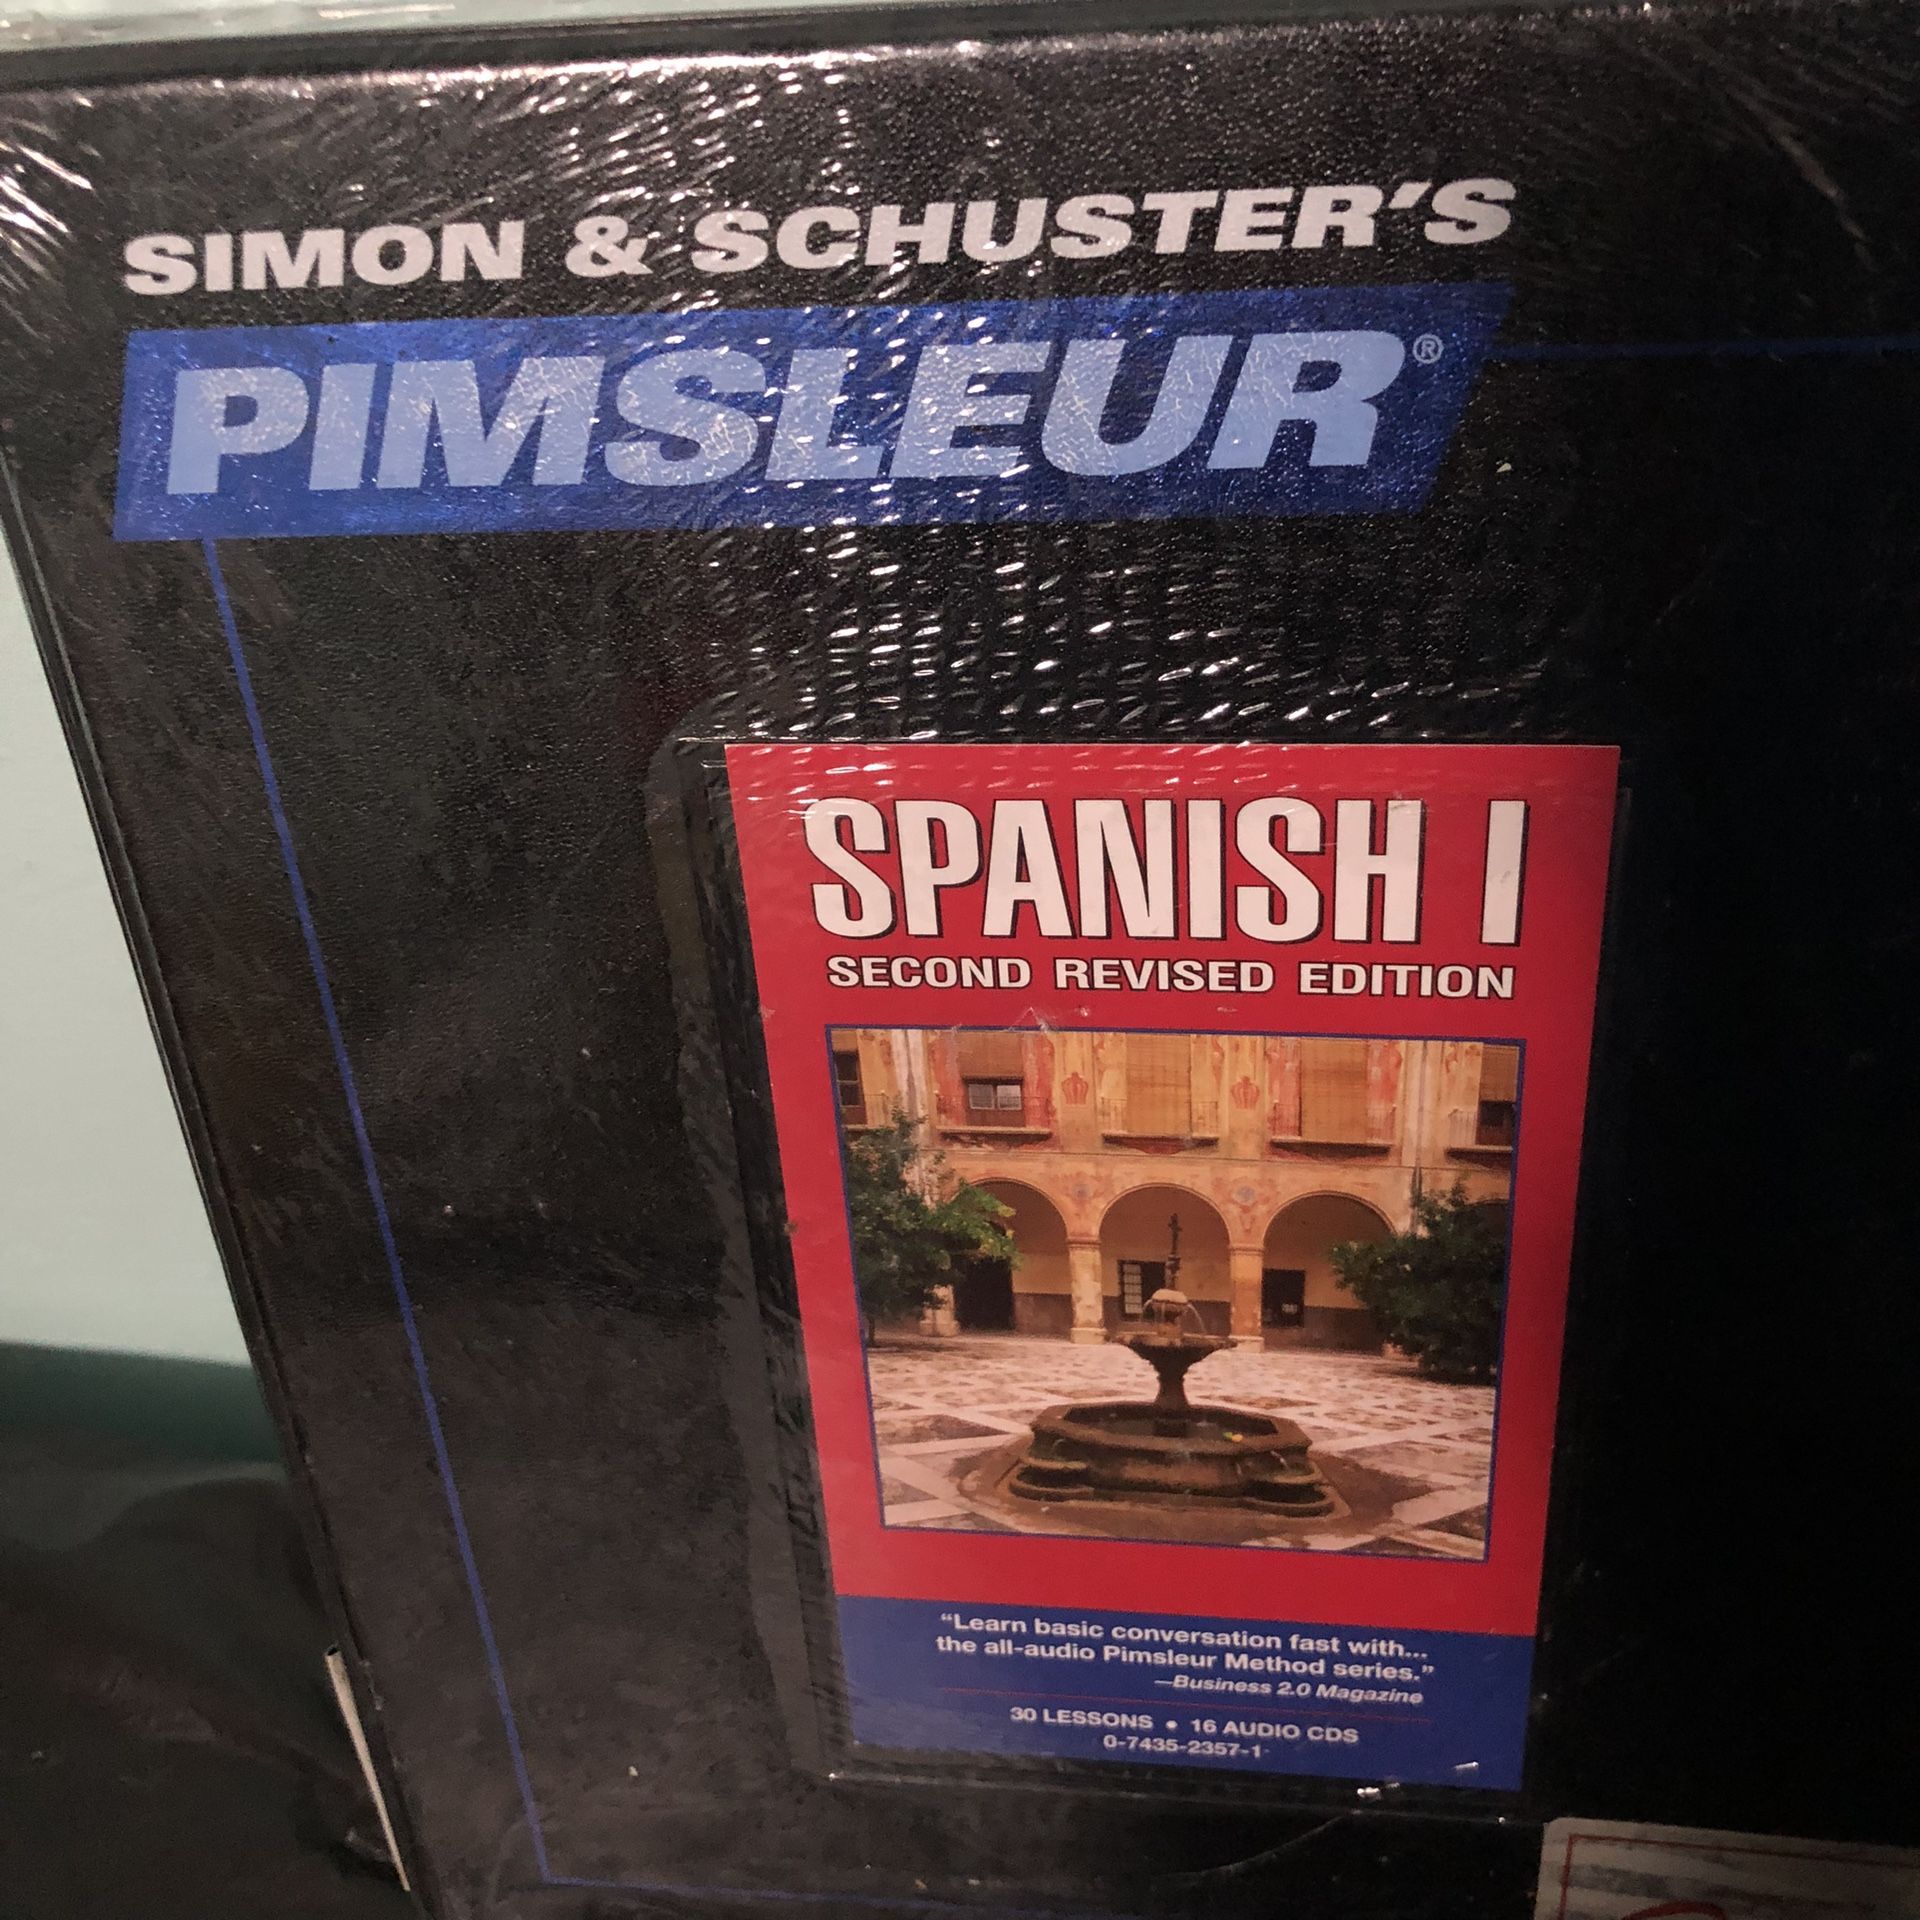 SIMON & SCHUSTER'S
PIMSLEUR®
SPANISH I
SECOND REVISED EDITION
“Learn basic conversation fast with...
the all-audio Pimsleur Method series.”
—Business 2.0 Magazine
30 LESSONS • 16 AUDIO CDS
0-7435-2357-1